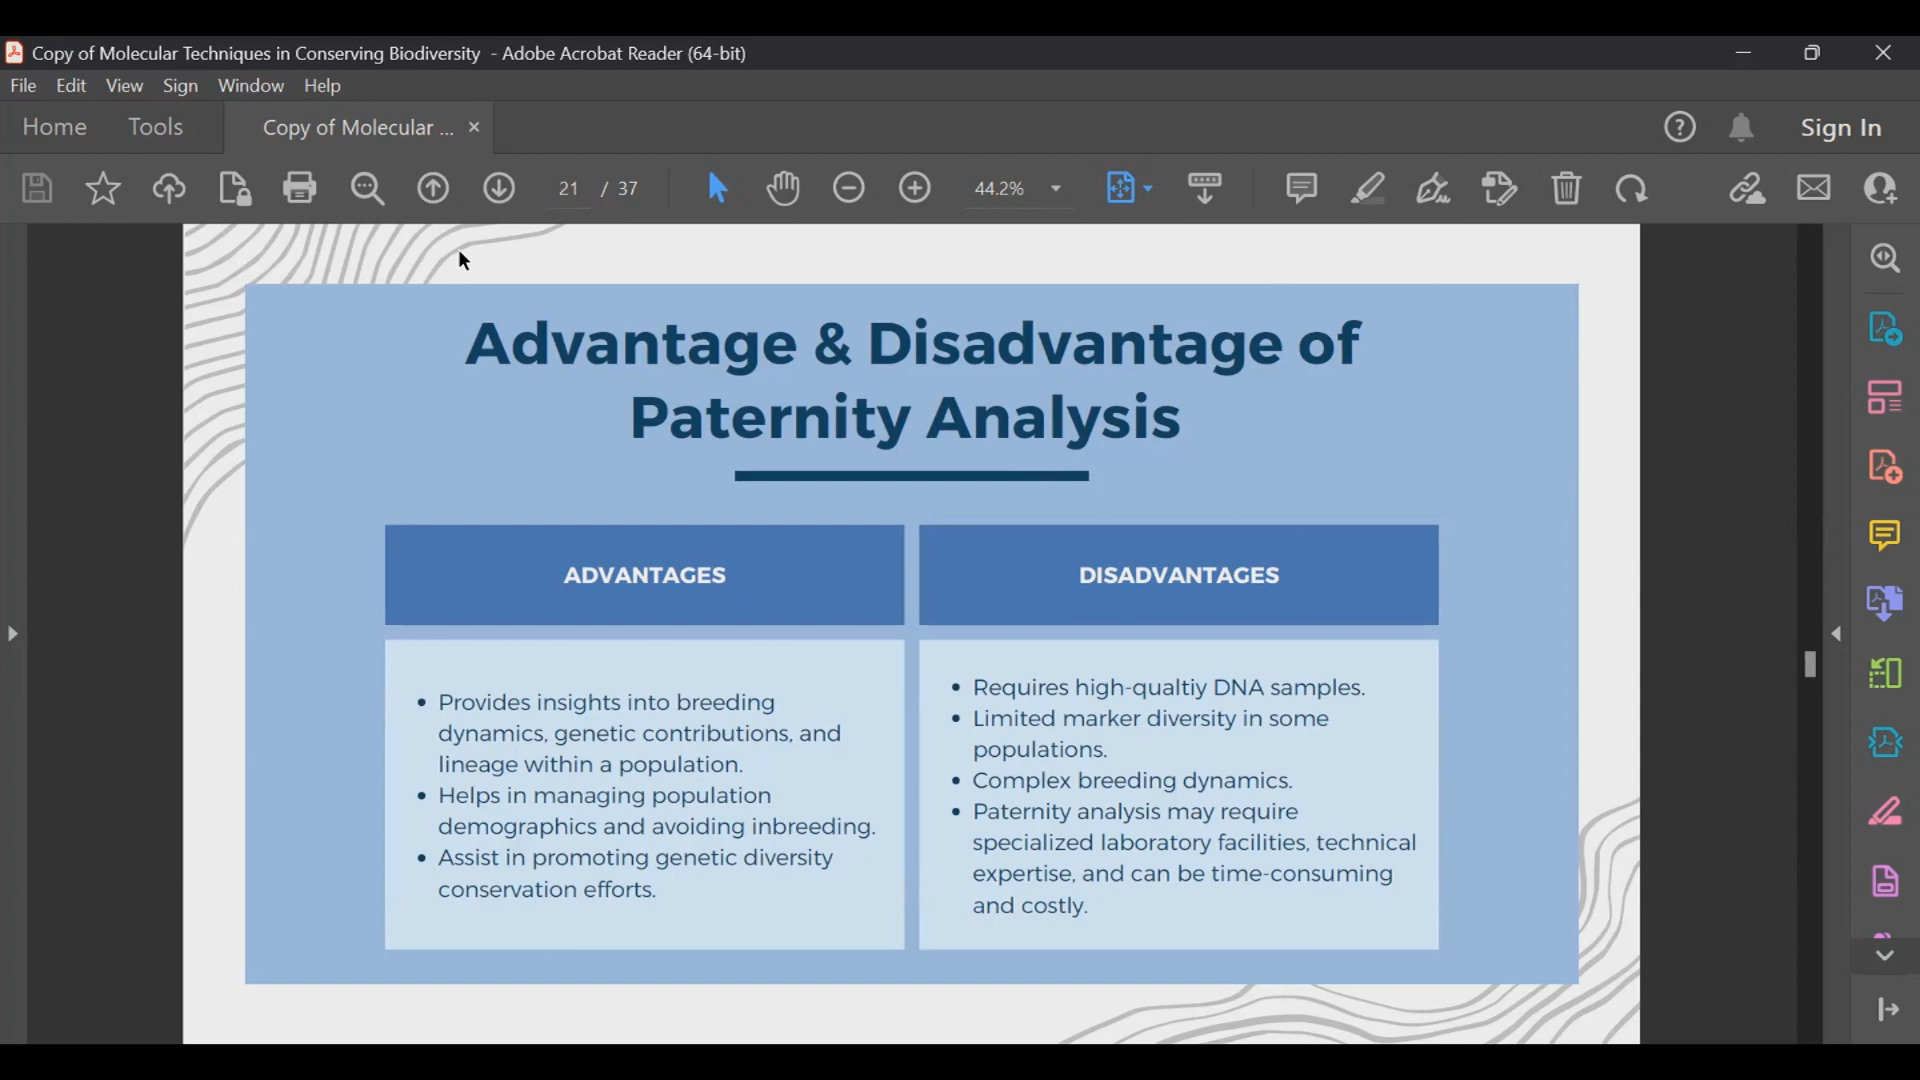 Copy of Molecular Techniques in Conserving Biodiversity - Adobe Acrobat Reader (64-bit)
File Edit View Sign Window Help
Home Tools Copy of Molecular ... Sign In
21 / 37 44.2%
Advantage & Disadvantage of
Paternity Analysis
ADVANTAGES
• Provides insights into breeding
dynamics, genetic contributions, and
lineage within a population.
• Helps in managing population
demographics and avoiding inbreeding.
• Assist in promoting genetic diversity
conservation efforts.
DISADVANTAGES
• Requires high-qualtiy DNA samples.
• Limited marker diversity in some
populations.
• Complex breeding dynamics.
• Paternity analysis may require
specialized laboratory facilities, technical
expertise, and can be time-consuming
and costly.